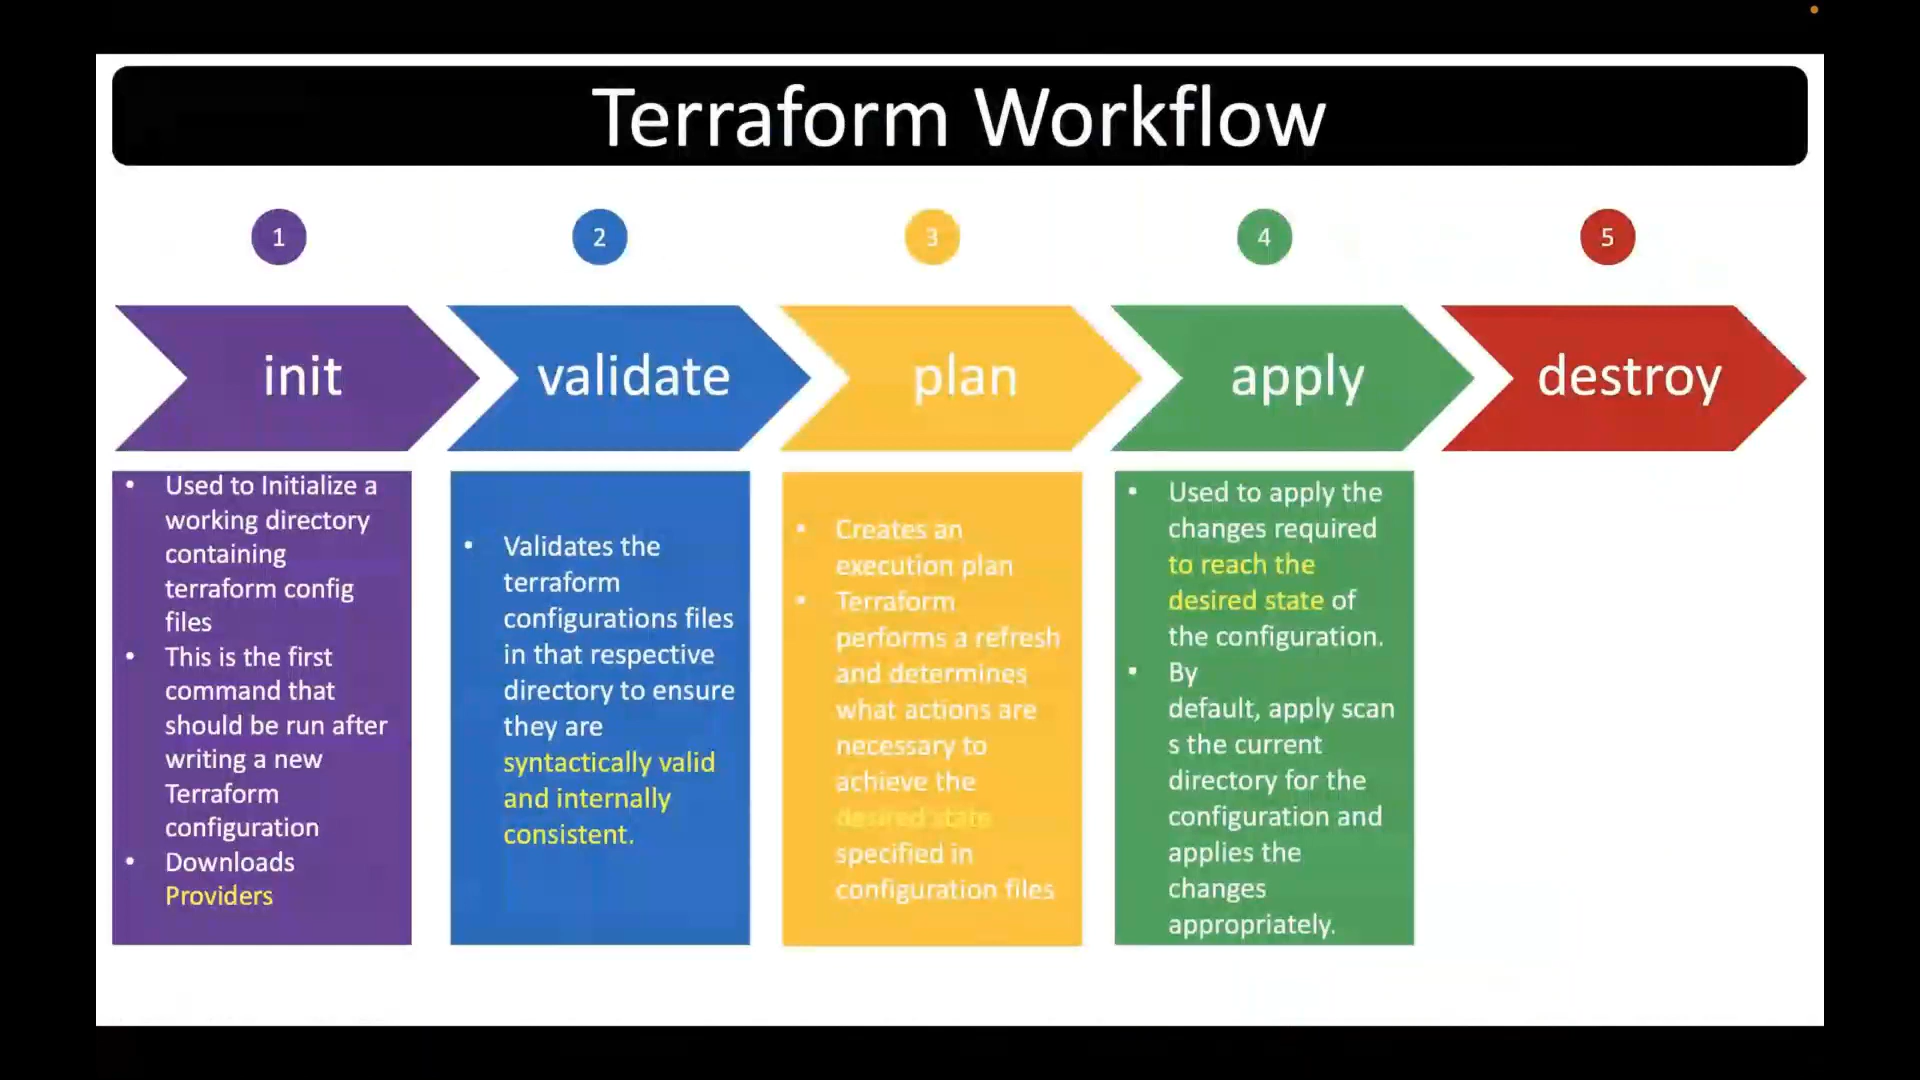 Terraform Workflow
1
2
3
4
5
init
validate
plan
apply
destroy
• Used to Initialize a
working directory
containing
terraform config
files
• This is the first
command that
should be run after
writing a new
Terraform
configuration
• Downloads
Providers
• Validates the
terraform
configurations files
in that respective
directory to ensure
they are
syntactically valid
and internally
consistent.
• Creates an
execution plan
• Terraform
performs a refresh
and determines
what actions are
necessary to
achieve the
desired state
specified in
configuration files
• Used to apply the
changes required
to reach the
desired state of
the configuration.
• By
default, apply scan
s the current
directory for the
configuration and
applies the
changes
appropriately.